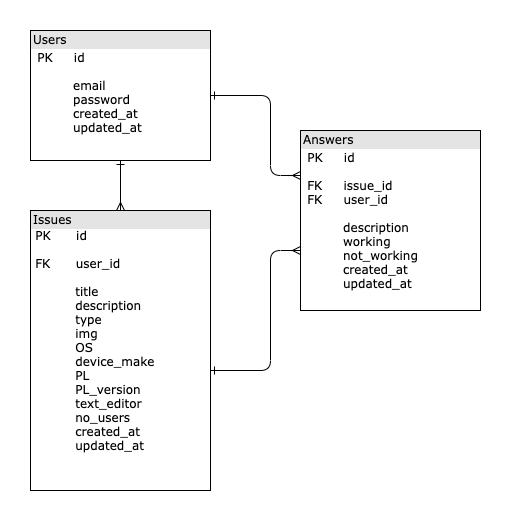 Users
PK id
email
password
created_at
updated_at
Answers
PK id
FK issue_id
FK user_id
description
working
not_working
created_at
updated_at
Issues
PK id
FK user_id
title
description
type
img
OS
device_make
PL
PL_version
text_editor
no_users
created_at
updated_at